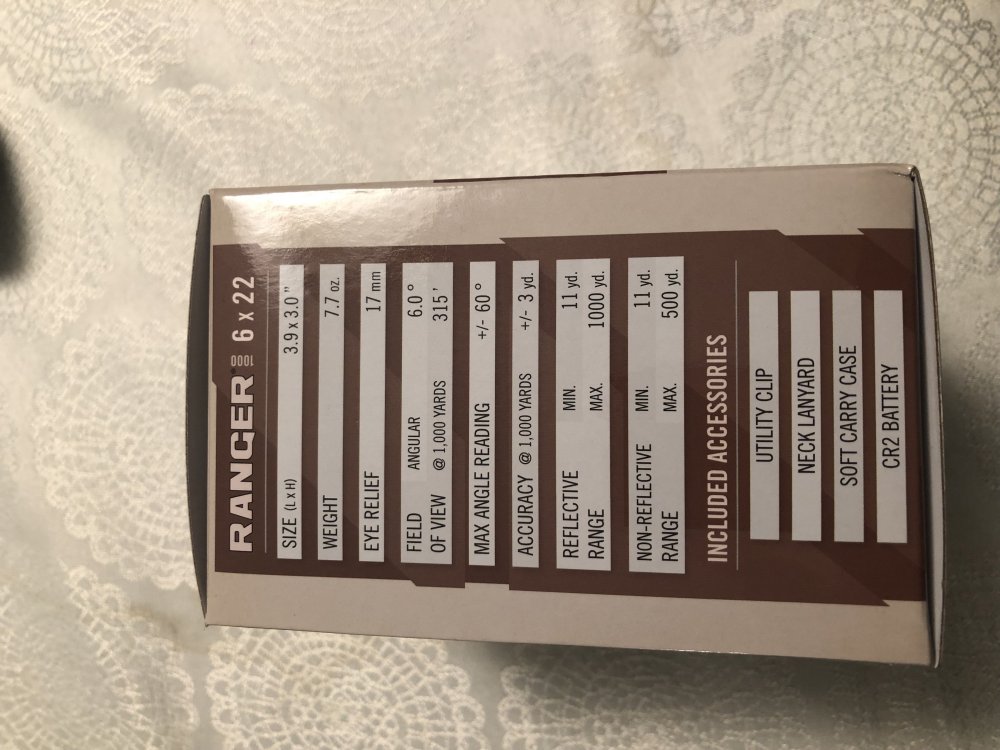 RANGER® 1000 6 x 22
SIZE (L X H) 3.9 x 3.0"
WEIGHT 7.7 oz.
EYE RELIEF 17 mm
FIELD ANGULAR 6.0°
OF VIEW @ 1,000 YARDS 315'
MAX ANGLE READING +/- 60°
ACCURACY @ 1,000 YARDS +/- 3 yd.
REFLECTIVE MIN. 11 yd.
RANGE MAX. 1000 yd.
NON-REFLECTIVE MIN. 11 yd.
RANGE MAX. 500 yd.
INCLUDED ACCESSORIES
UTILITY CLIP
NECK LANYARD
SOFT CARRY CASE
CR2 BATTERY